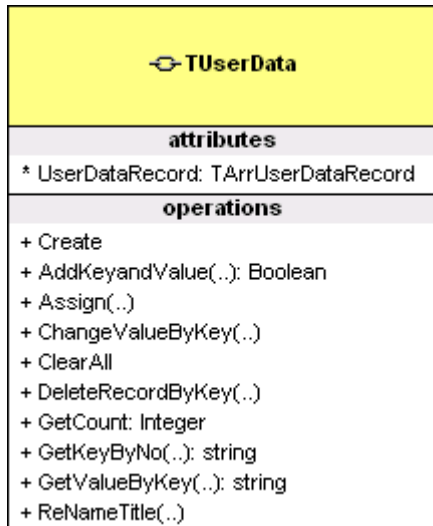 TUserData
attributes
* UserDataRecord: TArrUserDataRecord
operations
+ Create
+ AddKeyandValue(..): Boolean
+ Assign(..)
+ ChangeValueByKey(..)
+ ClearAll
+ DeleteRecordByKey(..)
+ GetCount: Integer
+ GetKeyByNo(..): string
+ GetValueByKey(..): string
+ ReNameTitle(..)